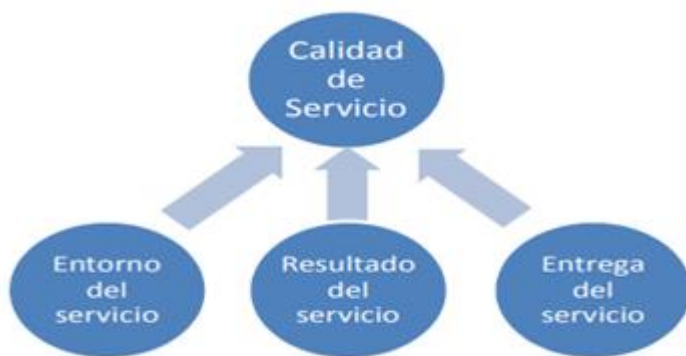 Calidad
de
Servicio
Entorno
del
servicio
Resultado
del
servicio
Entrega
del
servicio